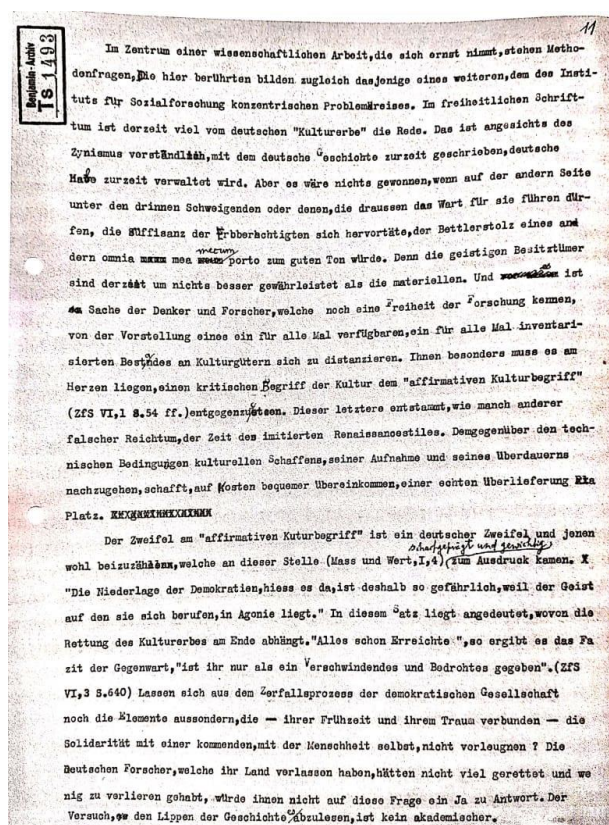 11
Benjamin-Archiv
TS 1493
Im Zentrum einer wissenschaftlichen Arbeit,die sich ernst nimmt,stehen Metho-
denfragen,Die hier berührten bilden zugleich dasjenige eines weiteren,dem des Insti-
tuts für Sozialforschung konzentrischen Problemkreises. Im freiheitlichen Schrift-
tum ist derzeit viel vom deutschen "Kulturerbe" die Rede. Das ist angesichts des
Zynismus verständlich,mit dem deutsche Geschichte zurzeit geschrieben,deutsche
Habe zurzeit verwaltet wird. Aber es wäre nichts gewonnen,wenn auf der andern Seite
unter den drinnen Schweigenden oder denen,die draussen das Wart für sie führen dür-
fen, die Süffisanz der Erbberechtigten sich hervortäte,der Bettlerstolz eines and
dern omnia mea mecum porto zum guten Ton würde. Denn die geistigen Besitztümer
sind derzeit um nichts besser gewährleistet als die materiellen. Und es ist
Sache der Denker und Forscher,welche noch eine Freiheit der Forschung kennen,
von der Vorstellung eines ein für alle Mal verfügbaren,ein für alle Mal inventari-
sierten Bestandes an Kulturgütern sich zu distanzieren. Ihnen besonders muss es am
Herzen liegen,einen kritischen Begriff der Kultur dem "affirmativen Kulturbegriff"
(ZfS VI,1 S.54 ff.)entgegenzusetzen. Dieser letztere entstammt,wie manch anderer
falscher Reichtum,der Zeit des imitierten Renaissancestiles. Demgegenüber den tech-
nischen Bedingungen kulturellen Schaffens,seiner Aufnahme und seines Überdauerns
nachzugehen,schafft,auf Kosten bequemer Übereinkommen,einer echten Überlieferung
Platz.
Der Zweifel am "affirmativen Kuturbegriff" ist ein deutscher Zweifel und jenen
wohl beizuzählen,welche an dieser Stelle (Mass und Wert,I,4) scharfgeprägt und gewichtig zum Ausdruck kamen.
"Die Niederlage der Demokratien,hiess es da,ist deshalb so gefährlich,weil der Geist
auf den sie sich berufen,in Agonie liegt." In diesem Satz liegt angedeutet,wovon die
Rettung des Kulturerbes am Ende abhängt."Alles schon Erreichte ",so ergibt es das Fa
zit der Gegenwart,"ist ihr nur als ein Verschwindendes und Bedrohtes gegeben".(ZfS
VI,3 S.640) Lassen sich aus dem Zerfallsprozess der demokratischen Gesellschaft
noch die Elemente aussondern,die — ihrer Frühzeit und ihrem Traum verbunden — die
Solidarität mit einer kommenden,mit der Menschheit selbst,nicht verleugnen ? Die
deutschen Forscher,welche ihr Land verlassen haben,hätten nicht viel gerettet und we
nig zu verlieren gehabt, würde ihnen nicht auf diese Frage ein Ja zu Antwort. Der
Versuch, den Lippen der Geschichte es abzulesen,ist kein akademischer.